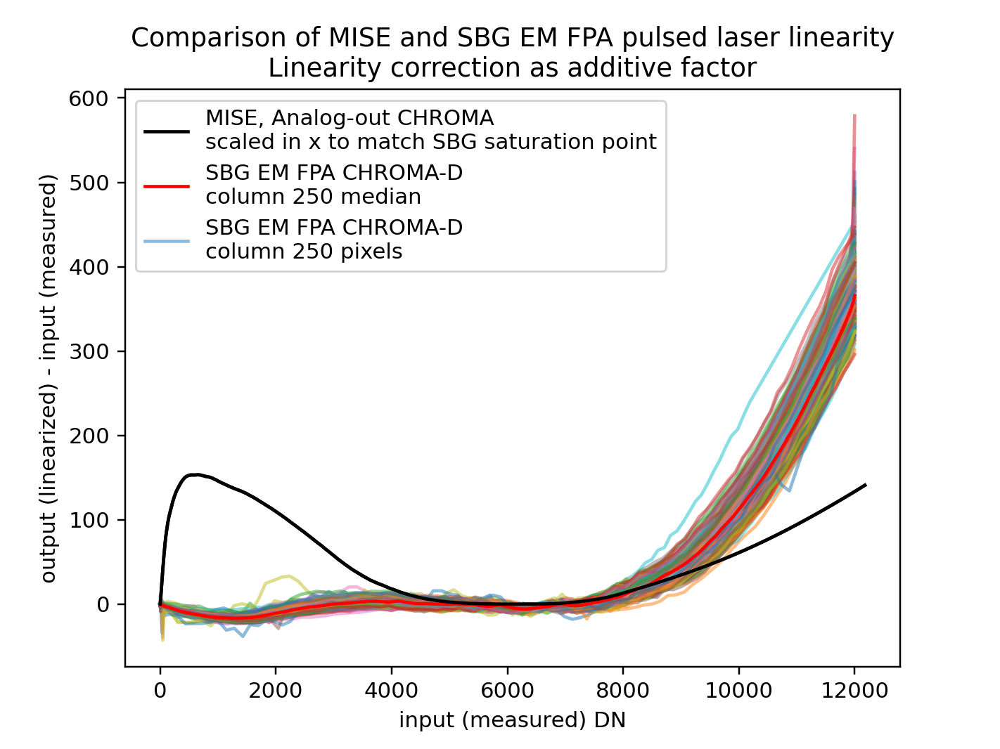 Comparison of MISE and SBG EM FPA pulsed laser linearity
Linearity correction as additive factor
MISE, Analog-out CHROMA
scaled in x to match SBG saturation point
SBG EM FPA CHROMA-D
column 250 median
SBG EM FPA CHROMA-D
column 250 pixels
output (linearized) - input (measured)
600
500
400
300
200
100
0
0 2000 4000 6000 8000 10000 12000
input (measured) DN